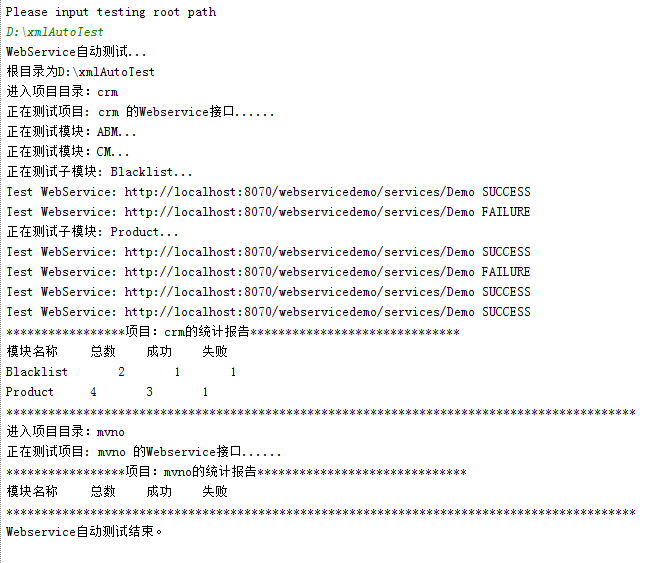 Please input testing root path
D:\xmlAutoTest
WebService自动测试...
根目录为D:\xmlAutoTest
进入项目目录: crm
正在测试项目: crm 的Webservice接口......
正在测试模块: ABM...
正在测试模块: CM...
正在测试子模块: Blacklist...
Test WebService: http://localhost:8070/webservicedemo/services/Demo SUCCESS
Test WebService: http://localhost:8070/webservicedemo/services/Demo FAILURE
正在测试子模块: Product...
Test WebService: http://localhost:8070/webservicedemo/services/Demo SUCCESS
Test WebService: http://localhost:8070/webservicedemo/services/Demo FAILURE
Test WebService: http://localhost:8070/webservicedemo/services/Demo SUCCESS
Test WebService: http://localhost:8070/webservicedemo/services/Demo SUCCESS
*****************项目: crm的统计报告******************************
模块名称 总数 成功 失败
Blacklist 2 1 1
Product 4 3 1
******************************************************************************************
进入项目目录: mvno
正在测试项目: mvno 的Webservice接口......
*****************项目: mvno的统计报告******************************
模块名称 总数 成功 失败
******************************************************************************************
Webservice自动测试结束。